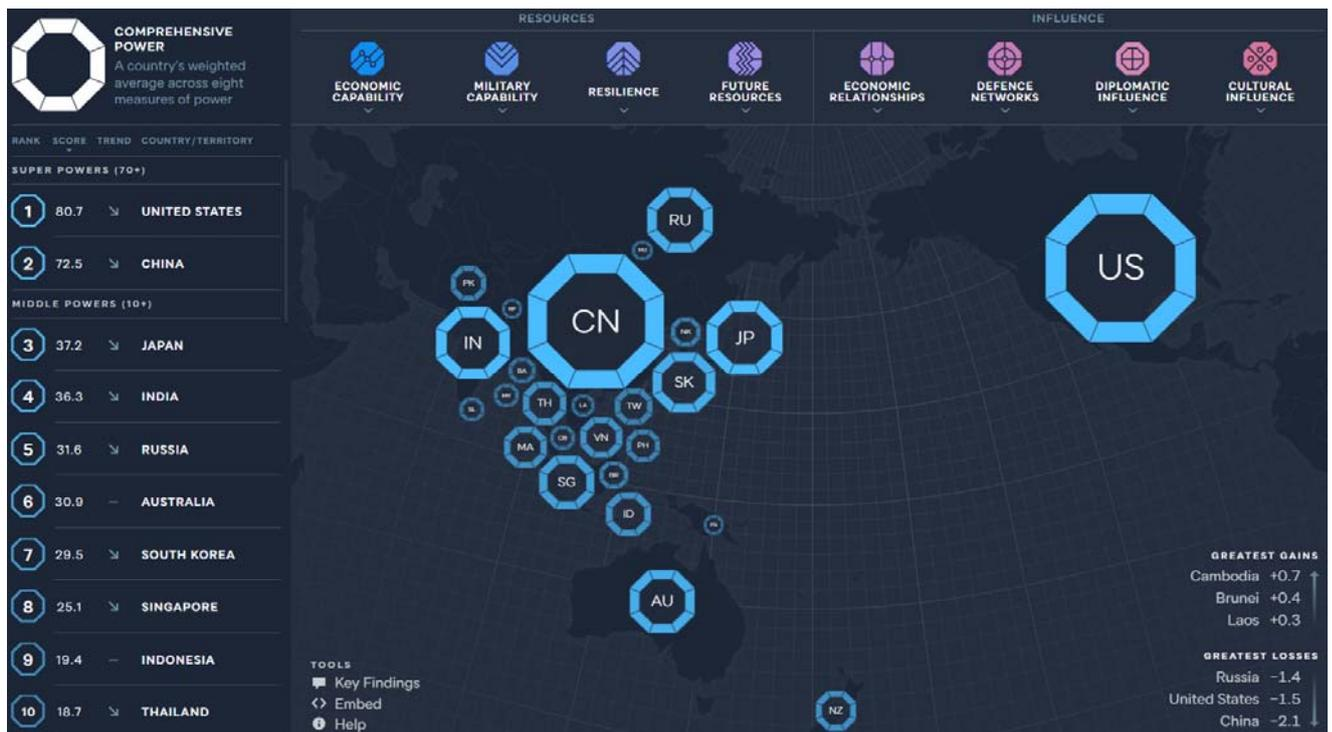 COMPREHENSIVE
POWER
A country's weighted
average across eight
measures of power
RESOURCES
INFLUENCE
ECONOMIC
CAPABILITY
MILITARY
CAPABILITY
RESILIENCE
FUTURE
RESOURCES
ECONOMIC
RELATIONSHIPS
DEFENCE
NETWORKS
DIPLOMATIC
INFLUENCE
CULTURAL
INFLUENCE
RANK SCORE TREND COUNTRY/TERRITORY
SUPER POWERS (70+)
1 80.7 UNITED STATES
2 72.5 CHINA
MIDDLE POWERS (10+)
3 37.2 JAPAN
4 36.3 INDIA
5 31.6 RUSSIA
6 30.9 – AUSTRALIA
7 29.5 SOUTH KOREA
8 25.1 SINGAPORE
9 19.4 – INDONESIA
10 18.7 THAILAND
RU
US
PK
CN
IN
NK
JP
SK
BA
TH
LA
TW
SL
MA
VN
PH
SG
BR
ID
AU
NZ
GREATEST GAINS
Cambodia +0.7
Brunei +0.4
Laos +0.3
GREATEST LOSSES
Russia −1.4
United States −1.5
China −2.1
TOOLS
Key Findings
<> Embed
Help